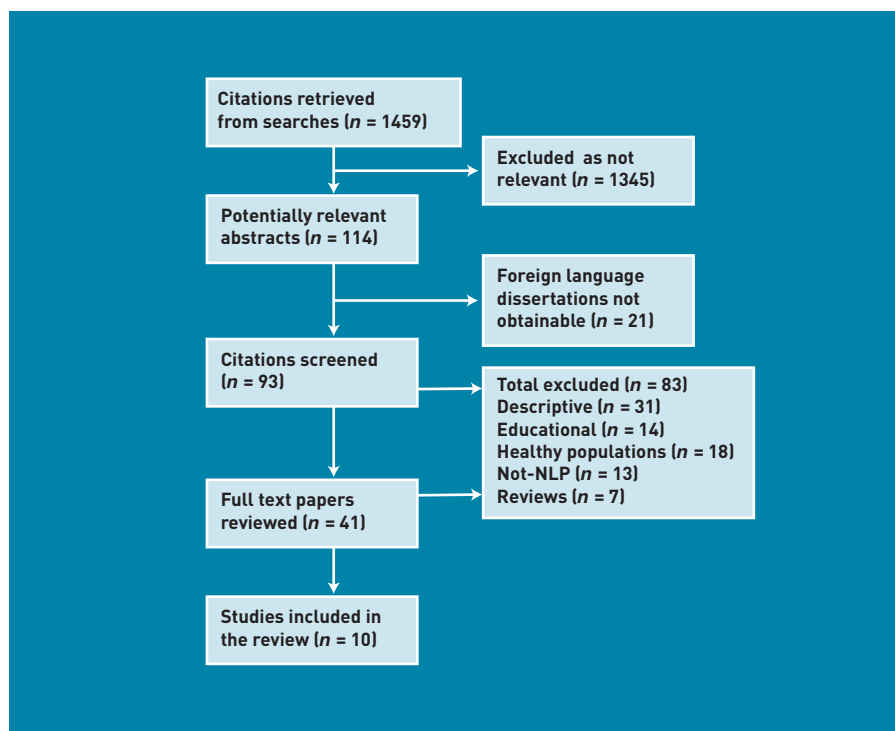 Citations retrieved
from searches (n = 1459)
Excluded as not
relevant (n = 1345)
Potentially relevant
abstracts (n = 114)
Foreign language
dissertations not
obtainable (n = 21)
Citations screened
(n = 93)
Total excluded (n = 83)
Descriptive (n = 31)
Educational (n = 14)
Healthy populations (n = 18)
Not-NLP (n = 13)
Reviews (n = 7)
Full text papers
reviewed (n = 41)
Studies included in
the review (n = 10)